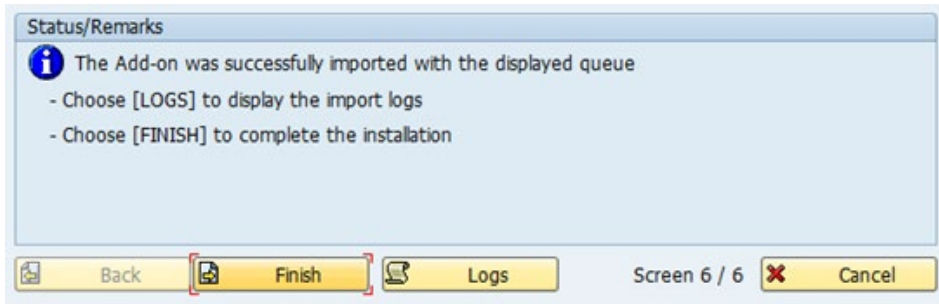 Status/Remarks
The Add-on was successfully imported with the displayed queue
- Choose [LOGS] to display the import logs
- Choose [FINISH] to complete the installation
Back Finish Logs Screen 6 / 6 Cancel